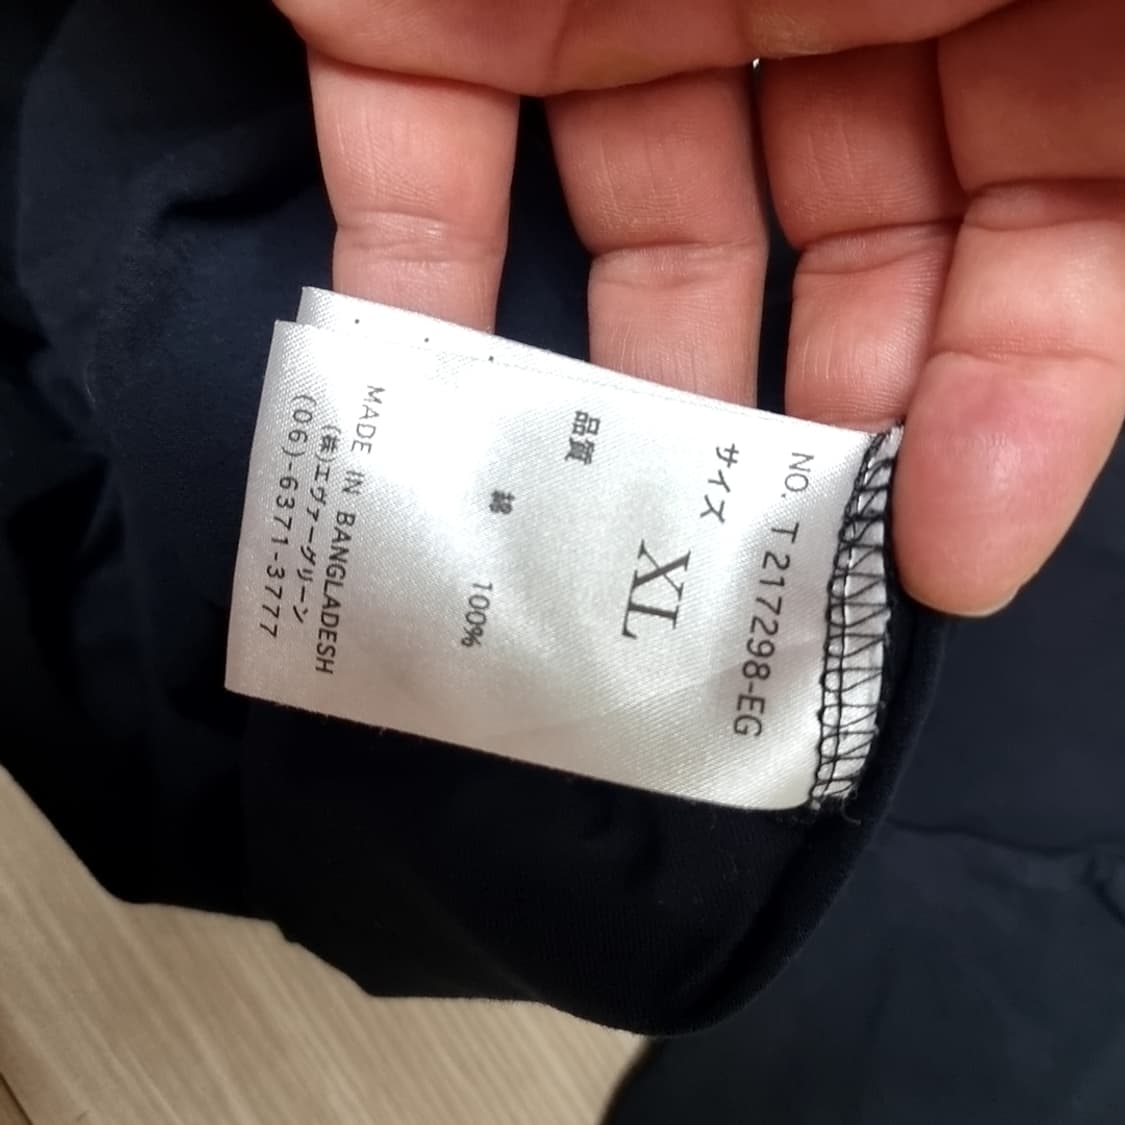 NO. T217298-EG
サイズ
XL
品質
綿 100%
MADE IN BANGLADESH
(株)エヴァーグリーン
(06)-6371-3777